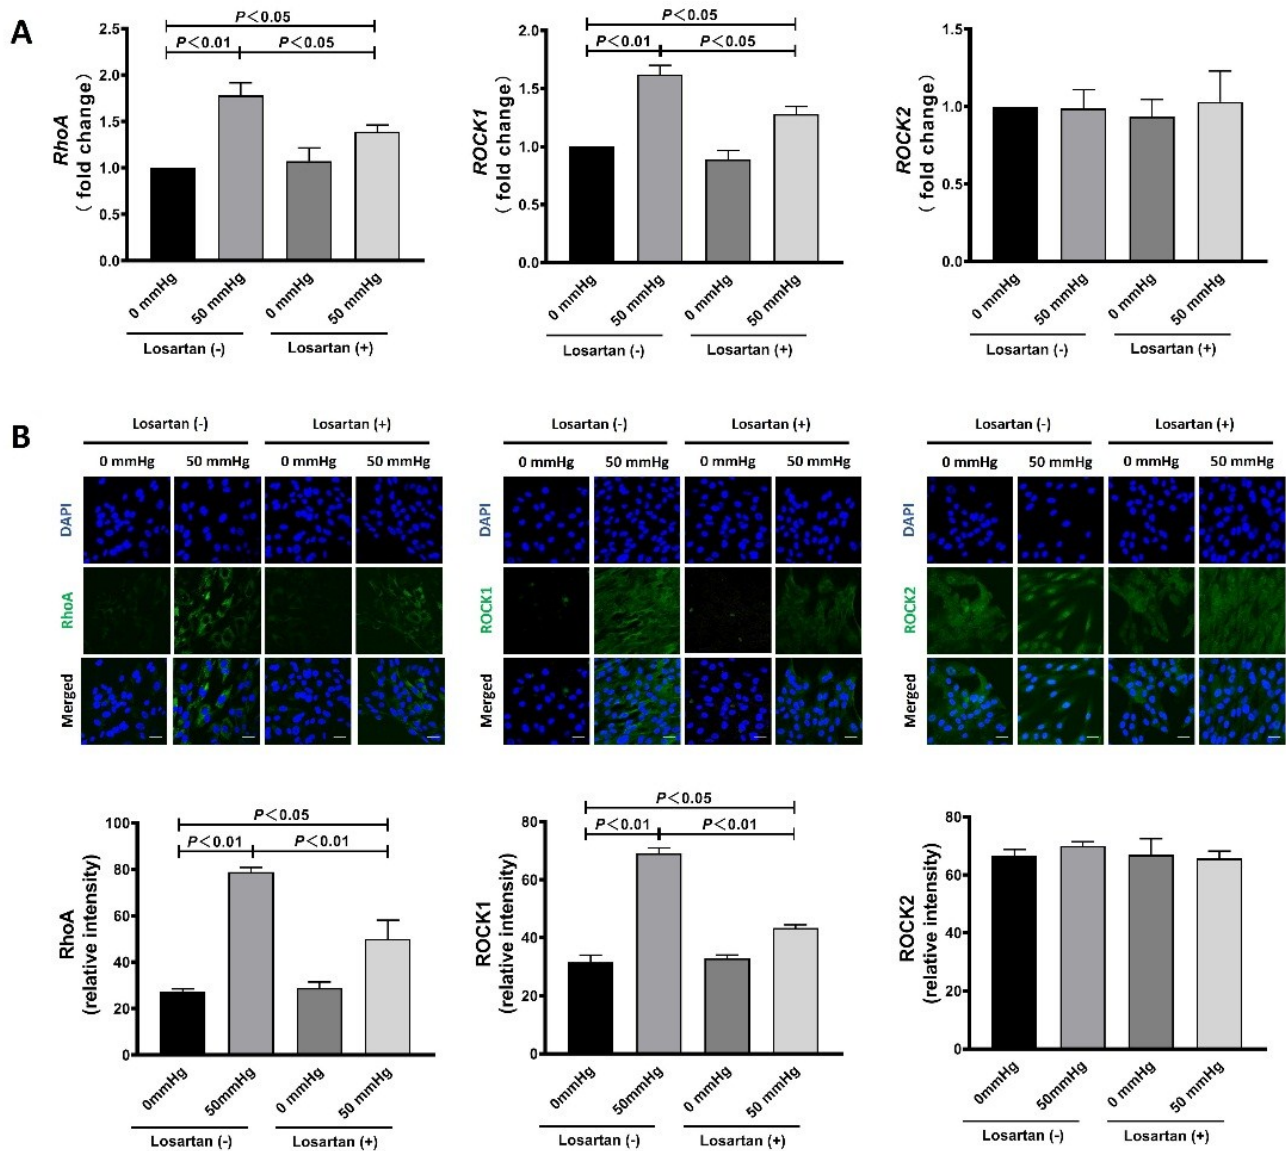 A
P<0.05
P<0.01 P<0.05
RhoA
( fold change)
2.5
2.0
1.5
1.0
0.5
0.0
0 mmHg 50 mmHg 0 mmHg 50 mmHg
Losartan (-) Losartan (+)
P<0.05
P<0.01 P<0.05
ROCK1
( fold change)
2.0
1.5
1.0
0.5
0.0
0 mmHg 50 mmHg 0 mmHg 50 mmHg
Losartan (-) Losartan (+)
ROCK2
( fold change)
1.5
1.0
0.5
0.0
0 mmHg 50 mmHg 0 mmHg 50 mmHg
Losartan (-) Losartan (+)
B
Losartan (-) Losartan (+)
0 mmHg 50 mmHg 0 mmHg 50 mmHg
DAPI
RhoA
Merged
Losartan (-) Losartan (+)
0 mmHg 50 mmHg 0 mmHg 50 mmHg
DAPI
ROCK1
Merged
Losartan (-) Losartan (+)
0 mmHg 50 mmHg 0 mmHg 50 mmHg
DAPI
ROCK2
Merged
P<0.05
P<0.01 P<0.01
RhoA
(relative intensity)
100
80
60
40
20
0
0mmHg 50mmHg 0 mmHg 50 mmHg
Losartan (-) Losartan (+)
P<0.05
P<0.01 P<0.01
ROCK1
(relative intensity)
80
60
40
20
0
0mmHg 50mmHg 0 mmHg 50 mmHg
Losartan (-) Losartan (+)
ROCK2
(relative intensity)
80
60
40
20
0
0mmHg 50mmHg 0 mmHg 50 mmHg
Losartan (-) Losartan (+)